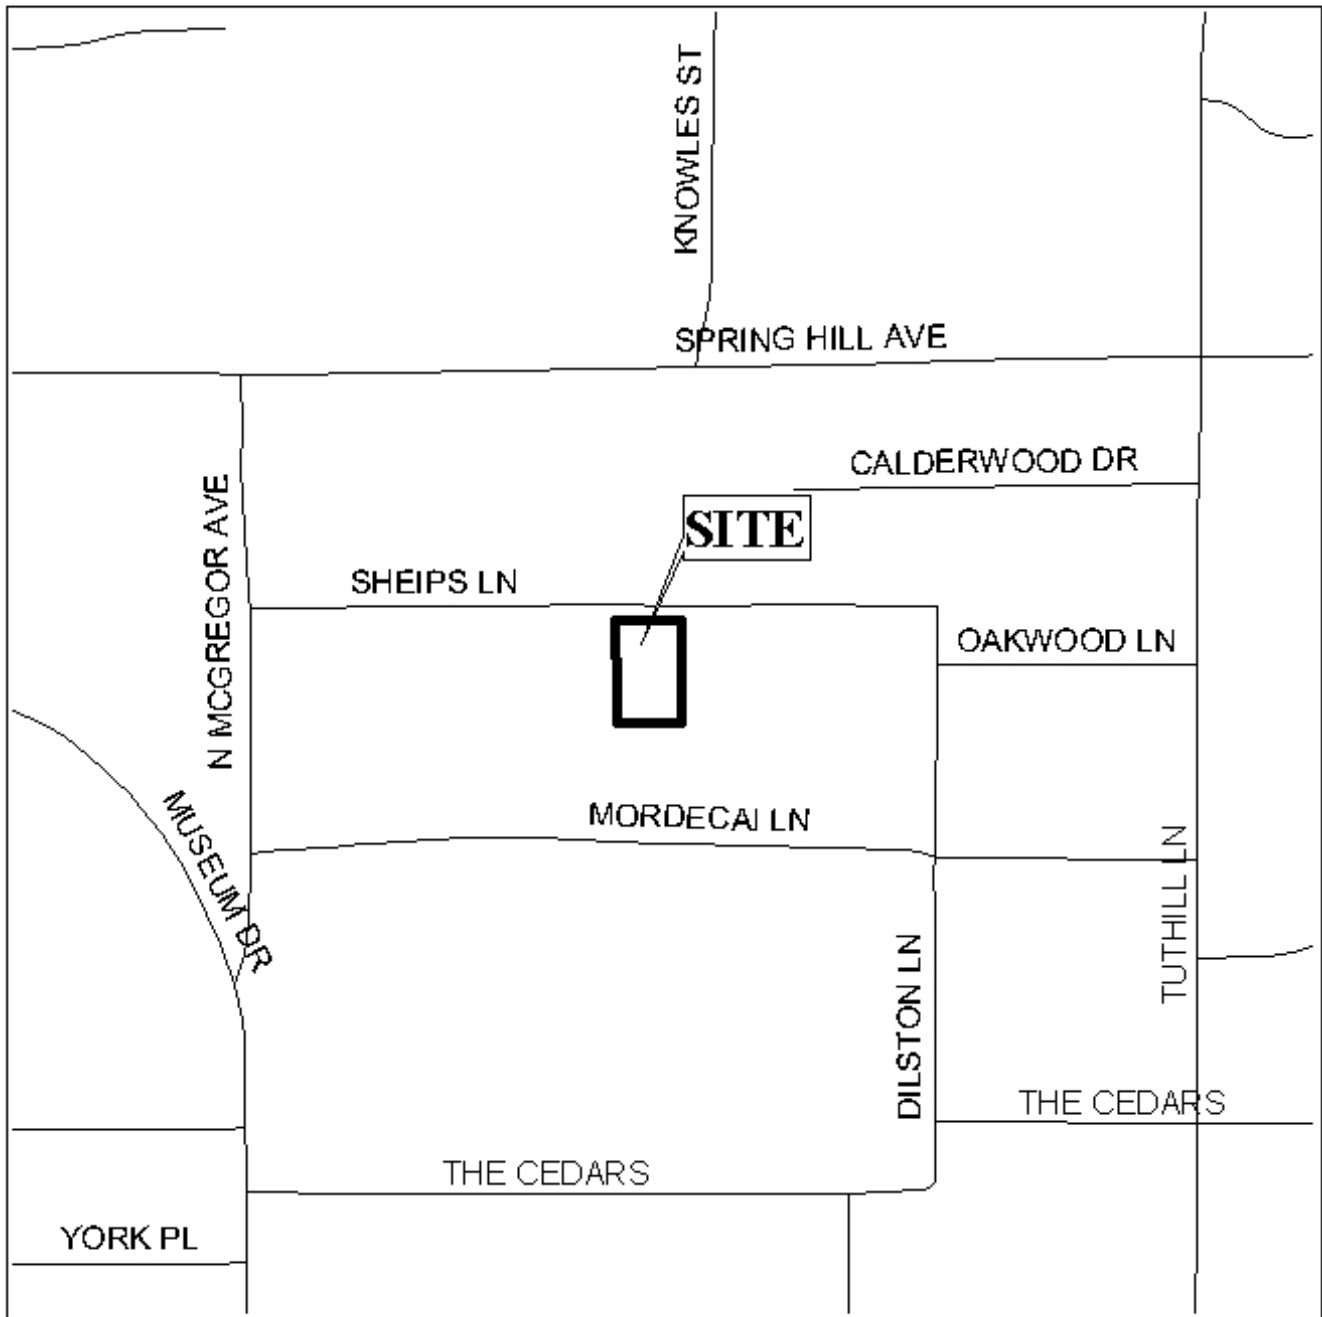 KNOWLES ST
SPRING HILL AVE
CALDERWOOD DR
N MCGREGOR AVE
SITE
SHEIPS LN
OAKWOOD LN
MUSEUM DR
MORDECAI LN
TUTHILL LN
DILSTON LN
THE CEDARS
THE CEDARS
YORK PL